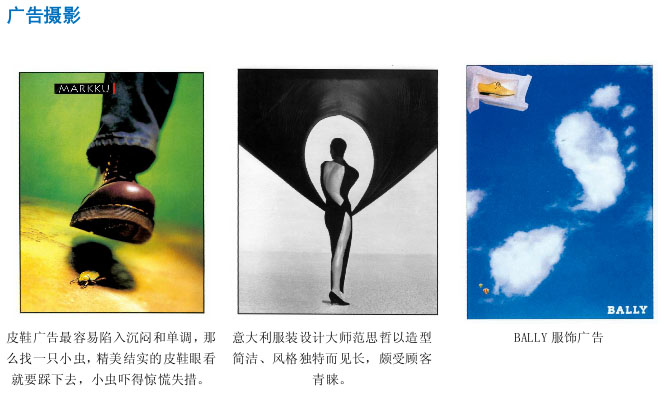 广告摄影
MARKKU
BALLY
皮鞋广告最容易陷入沉闷和单调，那
么找一只小虫，精美结实的皮鞋眼看
就要踩下去，小虫吓得惊慌失措。
意大利服装设计大师范思哲以造型
简洁、风格独特而见长，颇受顾客
青睐。
BALLY 服饰广告